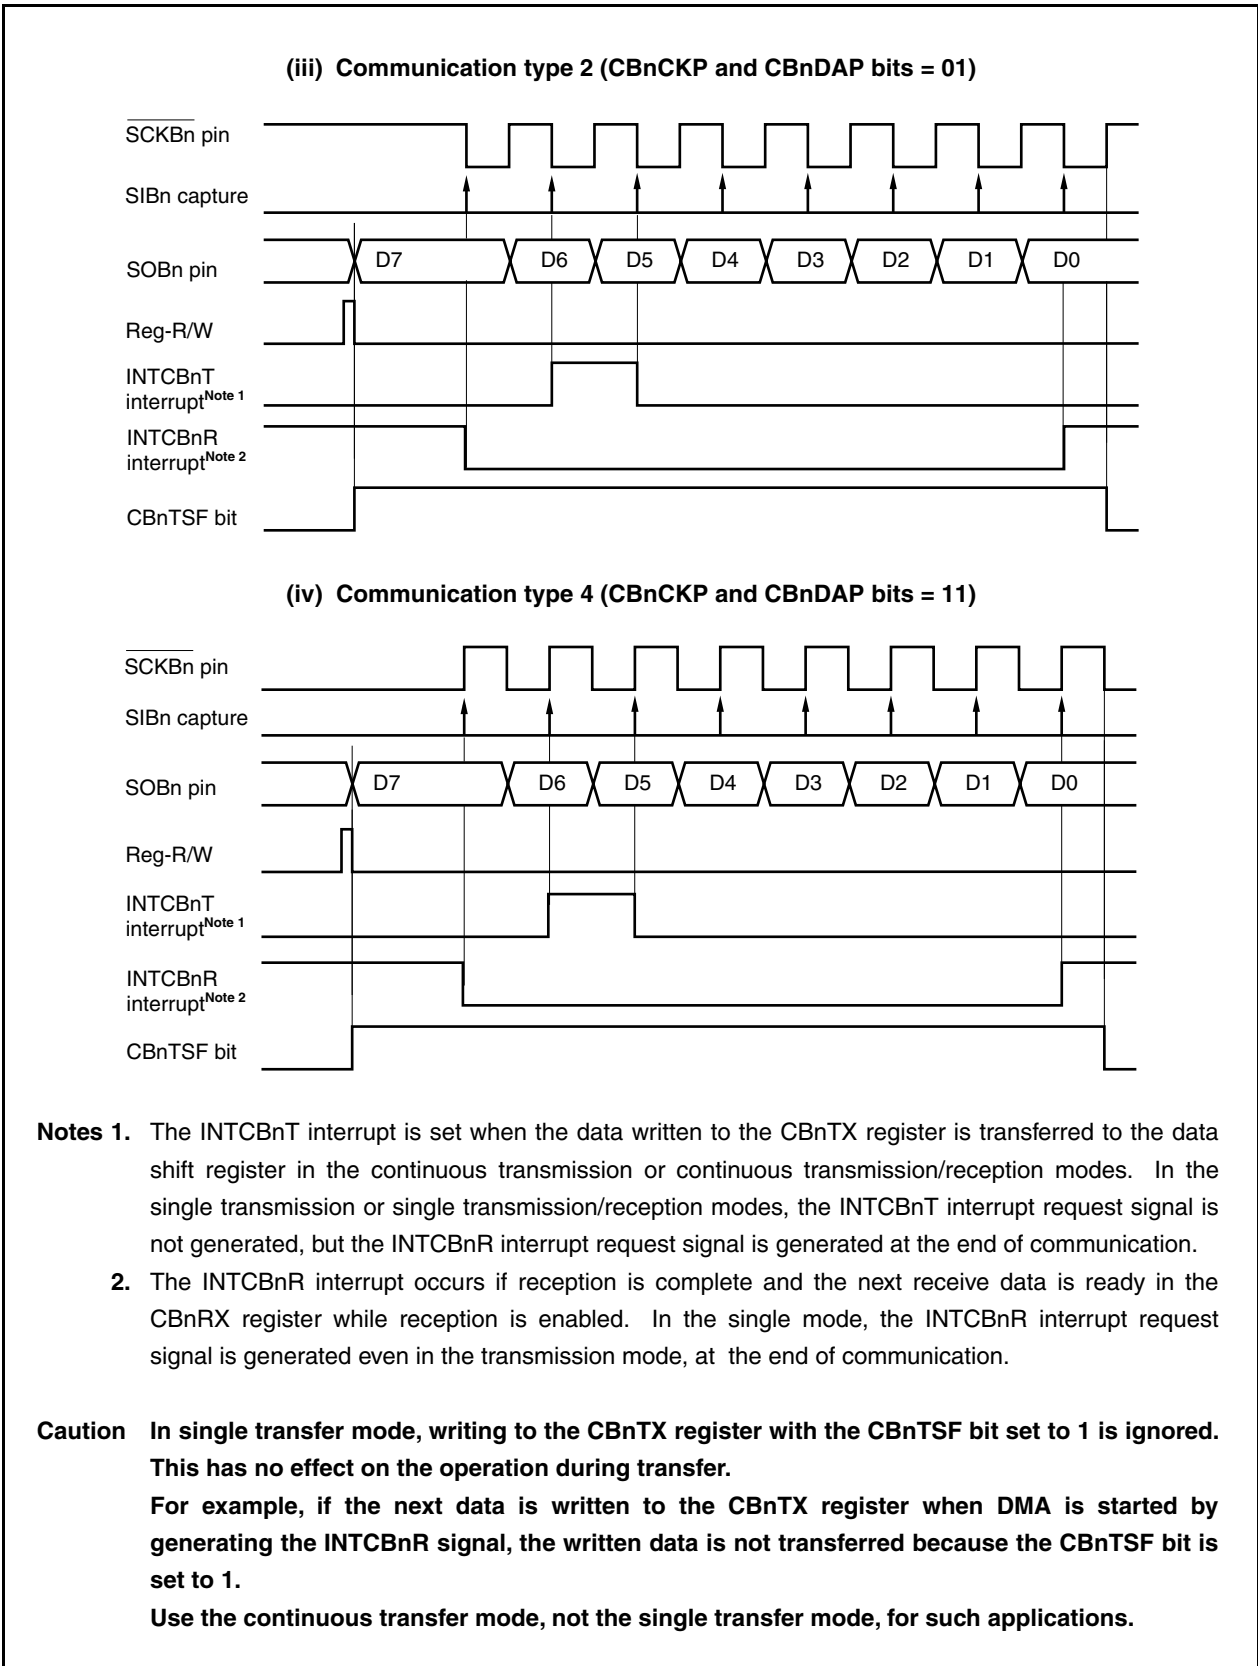 (iii) Communication type 2 (CBnCKP and CBnDAP bits = 01)
SCKBn pin
SIBn capture
SOBn pin
D7 D6 D5 D4 D3 D2 D1 D0
Reg-R/W
INTCBnT
interruptNote 1
INTCBnR
interruptNote 2
CBnTSF bit
(iv) Communication type 4 (CBnCKP and CBnDAP bits = 11)
SCKBn pin
SIBn capture
SOBn pin
D7 D6 D5 D4 D3 D2 D1 D0
Reg-R/W
INTCBnT
interruptNote 1
INTCBnR
interruptNote 2
CBnTSF bit
Notes 1. The INTCBnT interrupt is set when the data written to the CBnTX register is transferred to the data
shift register in the continuous transmission or continuous transmission/reception modes. In the
single transmission or single transmission/reception modes, the INTCBnT interrupt request signal is
not generated, but the INTCBnR interrupt request signal is generated at the end of communication.
2. The INTCBnR interrupt occurs if reception is complete and the next receive data is ready in the
CBnRX register while reception is enabled. In the single mode, the INTCBnR interrupt request
signal is generated even in the transmission mode, at the end of communication.
Caution In single transfer mode, writing to the CBnTX register with the CBnTSF bit set to 1 is ignored.
This has no effect on the operation during transfer.
For example, if the next data is written to the CBnTX register when DMA is started by
generating the INTCBnR signal, the written data is not transferred because the CBnTSF bit is
set to 1.
Use the continuous transfer mode, not the single transfer mode, for such applications.